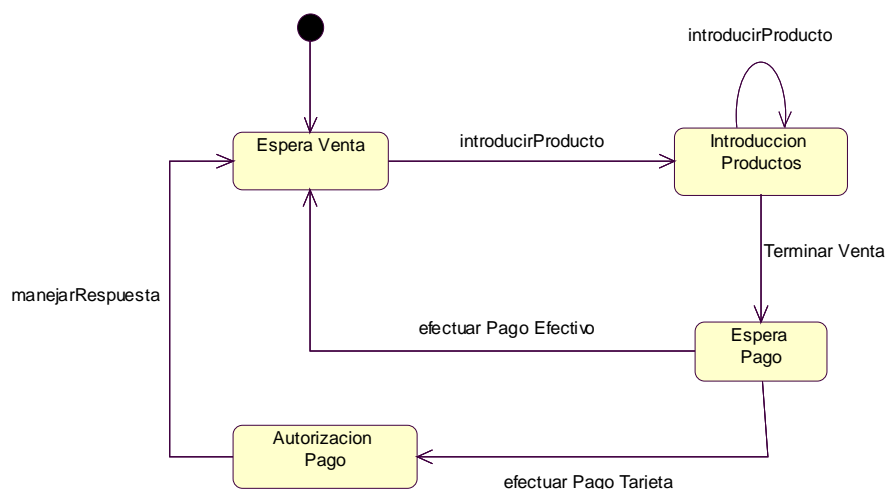 introducirProducto
Espera Venta
introducirProducto
Introduccion
Productos
Terminar Venta
manejarRespuesta
efectuar Pago Efectivo
Espera
Pago
Autorizacion
Pago
efectuar Pago Tarjeta